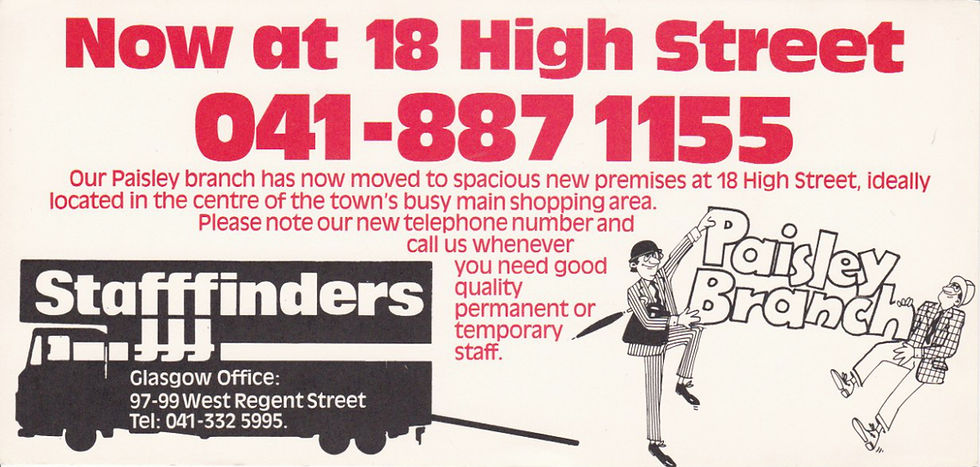 Now at 18 High Street
041-887 1155
Our Paisley branch has now moved to spacious new premises at 18 High Street, ideally
located in the centre of the town's busy main shopping area.
Please note our new telephone number and
call us whenever
you need good
quality
permanent or
temporary
staff.
Paisley
Branch
Stafffinders
Glasgow Office:
97-99 West Regent Street
Tel: 041-332 5995.